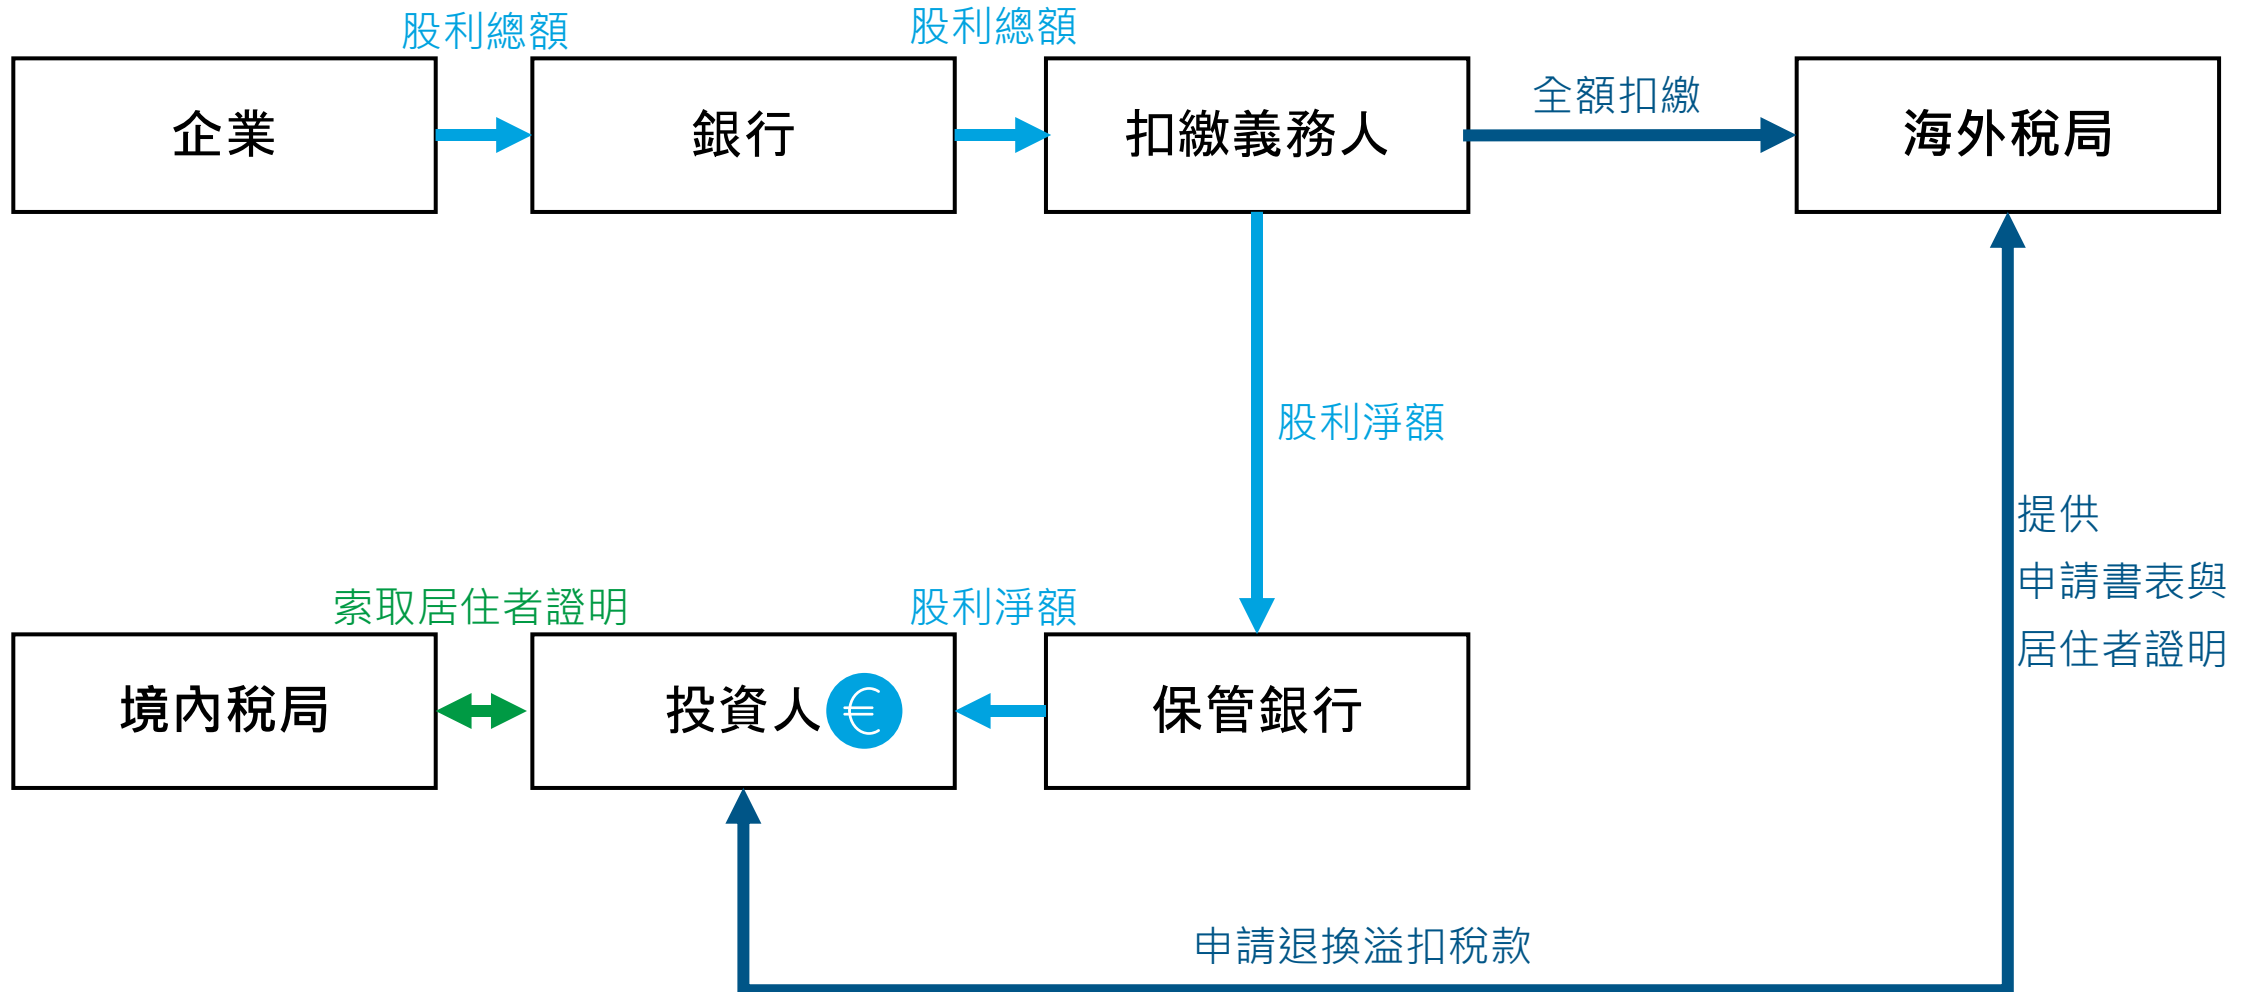 股利總額
股利總額
企業
銀行
扣繳義務人
全額扣繳
海外稅局
股利淨額
提供
申請書表與
居住者證明
索取居住者證明
股利淨額
境內稅局
投資人
€
保管銀行
申請退換溢扣稅款